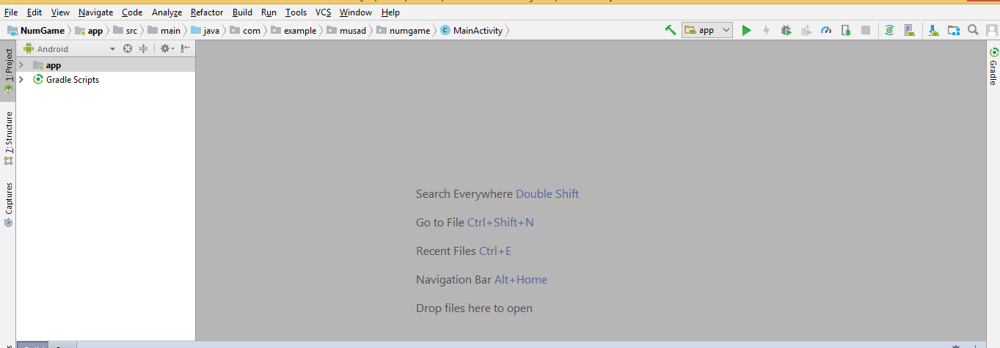 File Edit View Navigate Code Analyze Refactor Build Run Tools VCS Window Help
NumGame app src main java com example musad numgame MainActivity app
1: Project
Android
app
Gradle Scripts
7: Structure
Captures
Gradle
Search Everywhere Double Shift
Go to File Ctrl+Shift+N
Recent Files Ctrl+E
Navigation Bar Alt+Home
Drop files here to open